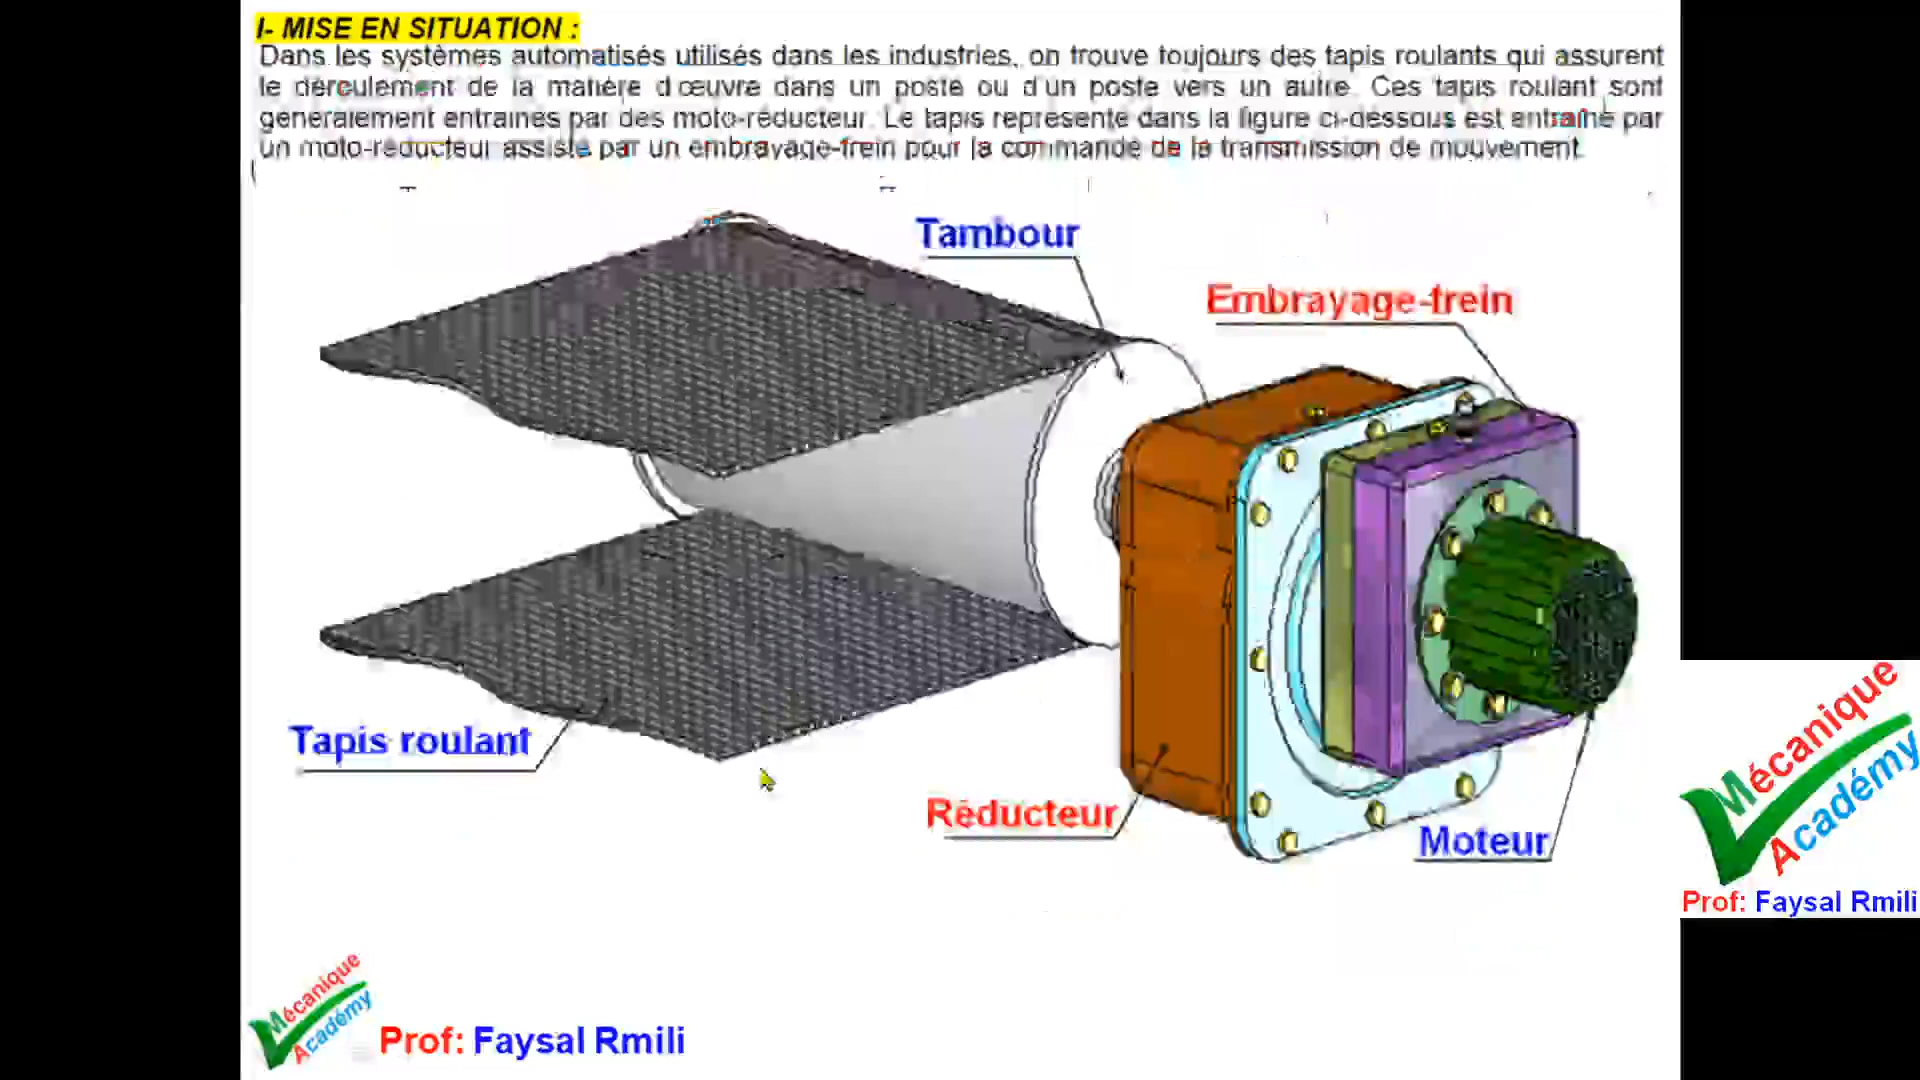 I- MISE EN SITUATION :
Dans les systèmes automatisés utilisés dans les industries, on trouve toujours des tapis roulants qui assurent
le déroulement de la matière d'œuvre dans un poste ou d'un poste vers un autre. Ces tapis roulant sont
généralement entrainés par des moto-réducteur. Le tapis représenté dans la figure ci-dessous est entraîné par
un moto-réducteur assisté par un embrayage-frein pour la commande de la transmission de mouvement.
Tambour
Embrayage-frein
Tapis roulant
Réducteur
Moteur
Mécanique
Académy
Prof: Faysal Rmili
Mécanique
Académy
Prof: Faysal Rmili